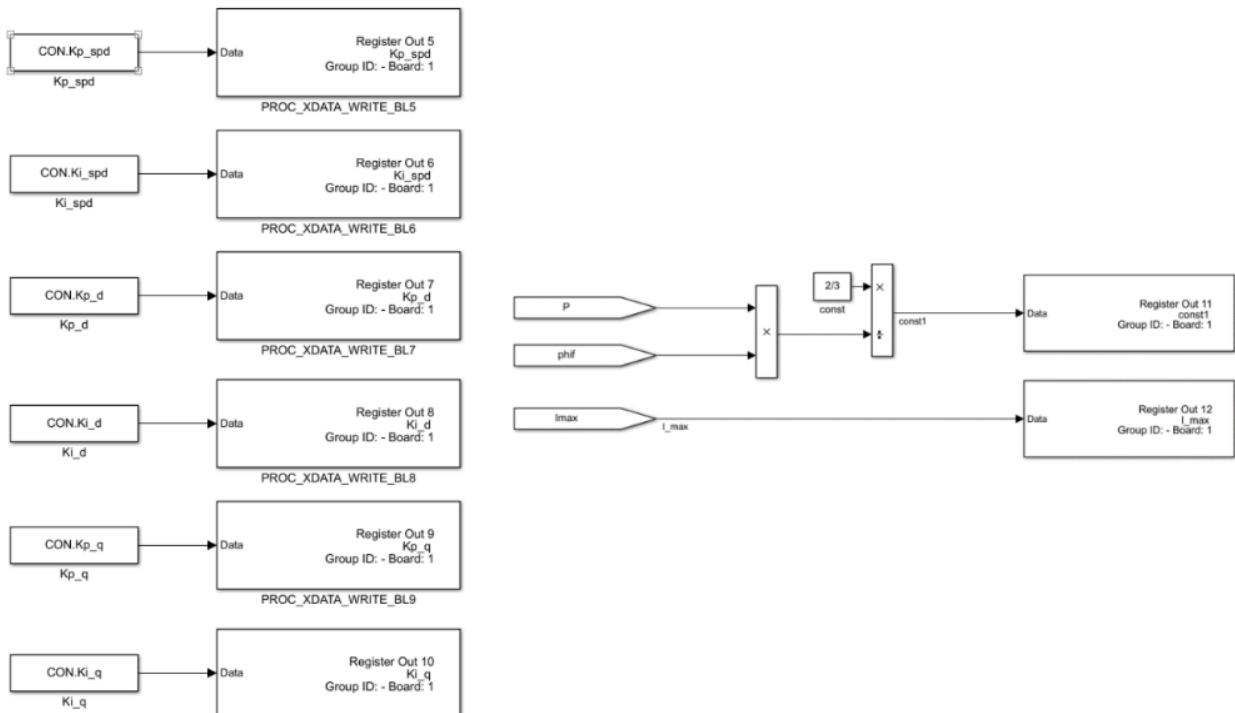 CON.Kp_spd
Kp_spd
Data
Register Out 5
Kp_spd
Group ID: - Board: 1
PROC_XDATA_WRITE_BL5
CON.Ki_spd
Ki_spd
Data
Register Out 6
Ki_spd
Group ID: - Board: 1
PROC_XDATA_WRITE_BL6
CON.Kp_d
Kp_d
Data
Register Out 7
Kp_d
Group ID: - Board: 1
PROC_XDATA_WRITE_BL7
CON.Ki_d
Ki_d
Data
Register Out 8
Ki_d
Group ID: - Board: 1
PROC_XDATA_WRITE_BL8
CON.Kp_q
Kp_q
Data
Register Out 9
Kp_q
Group ID: - Board: 1
PROC_XDATA_WRITE_BL9
CON.Ki_q
Ki_q
Data
Register Out 10
Ki_q
Group ID: - Board: 1
P
phif
×
2/3
const
×
÷
const1
Data
Register Out 11
const1
Group ID: - Board: 1
Imax
I_max
Data
Register Out 12
I_max
Group ID: - Board: 1